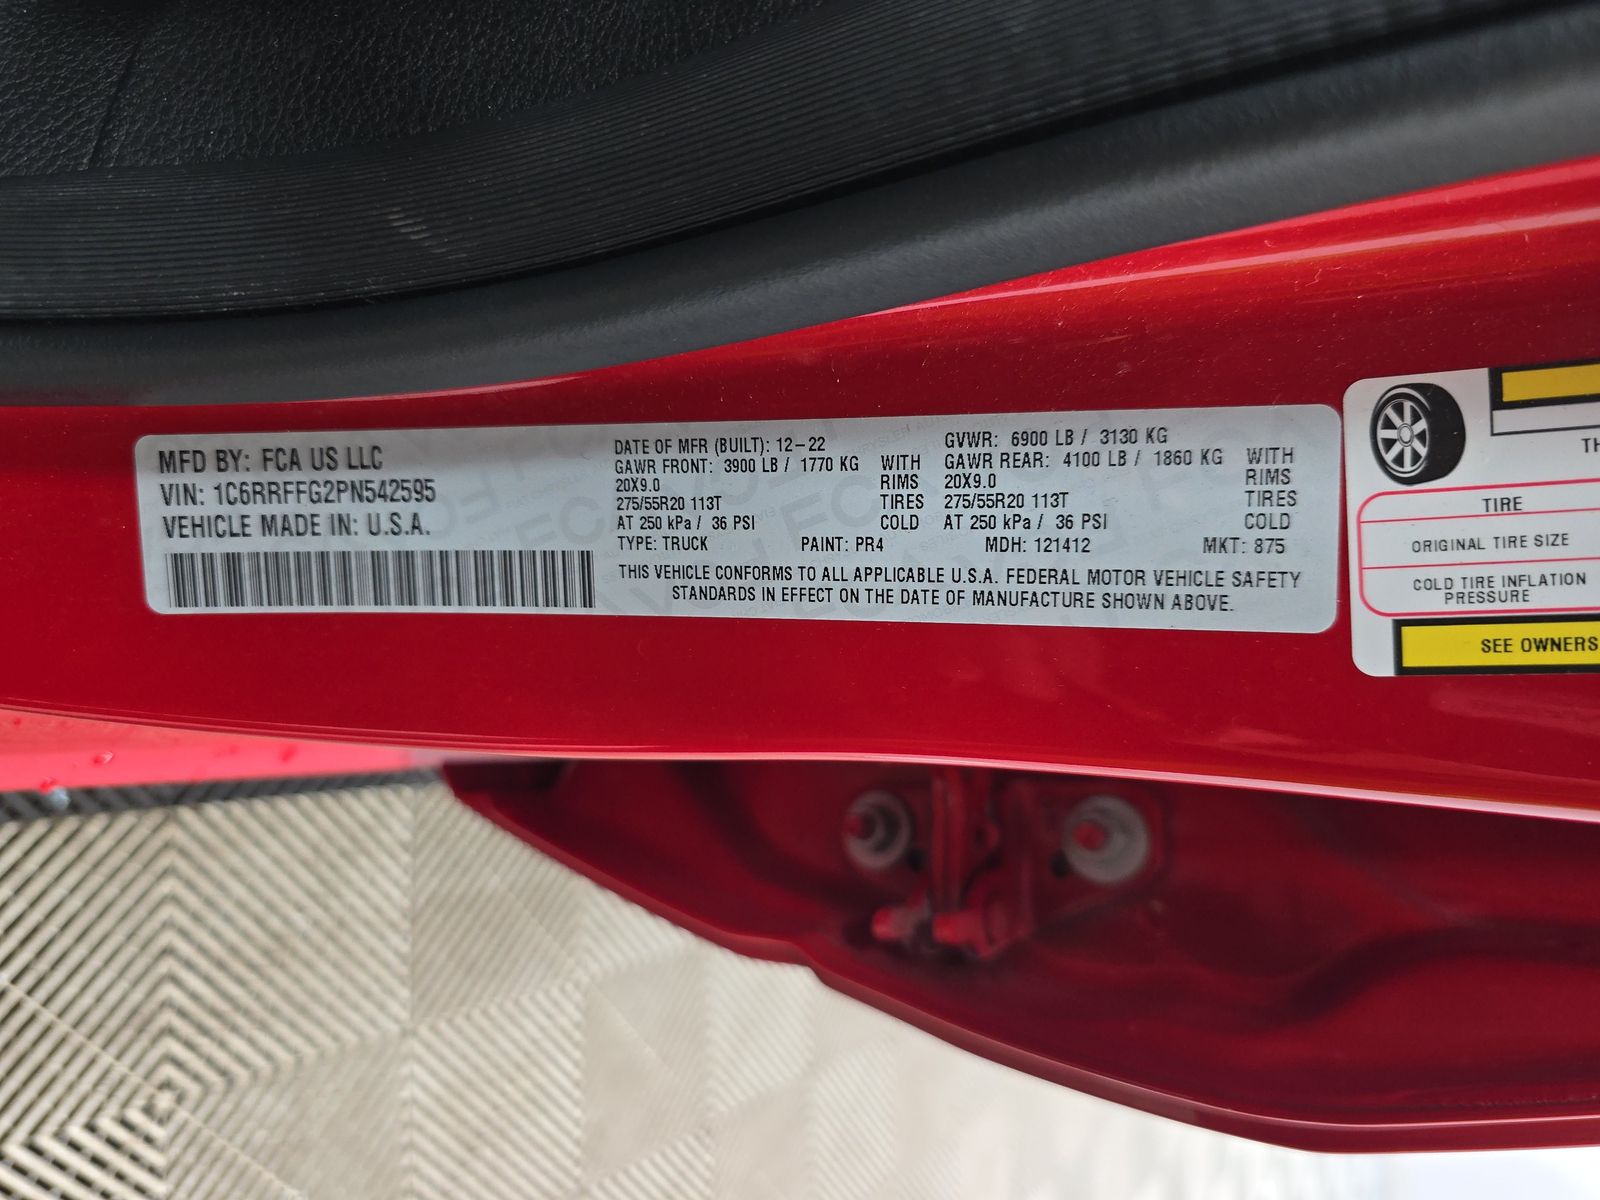 MFD BY: FCA US LLC
VIN: 1C6RRFFG2PN542595
VEHICLE MADE IN: U.S.A.
DATE OF MFR (BUILT): 12-22
GAWR FRONT: 3900 LB / 1770 KG WITH
20X9.0 RIMS
275/55R20 113T TIRES
AT 250 kPa / 36 PSI COLD
GVWR: 6900 LB / 3130 KG
GAWR REAR: 4100 LB / 1860 KG WITH
20X9.0 RIMS
275/55R20 113T TIRES
AT 250 kPa / 36 PSI COLD
TYPE: TRUCK PAINT: PR4 MDH: 121412 MKT: 875
THIS VEHICLE CONFORMS TO ALL APPLICABLE U.S.A. FEDERAL MOTOR VEHICLE SAFETY
STANDARDS IN EFFECT ON THE DATE OF MANUFACTURE SHOWN ABOVE.
TIRE
ORIGINAL TIRE SIZE
COLD TIRE INFLATION
PRESSURE
SEE OWNERS